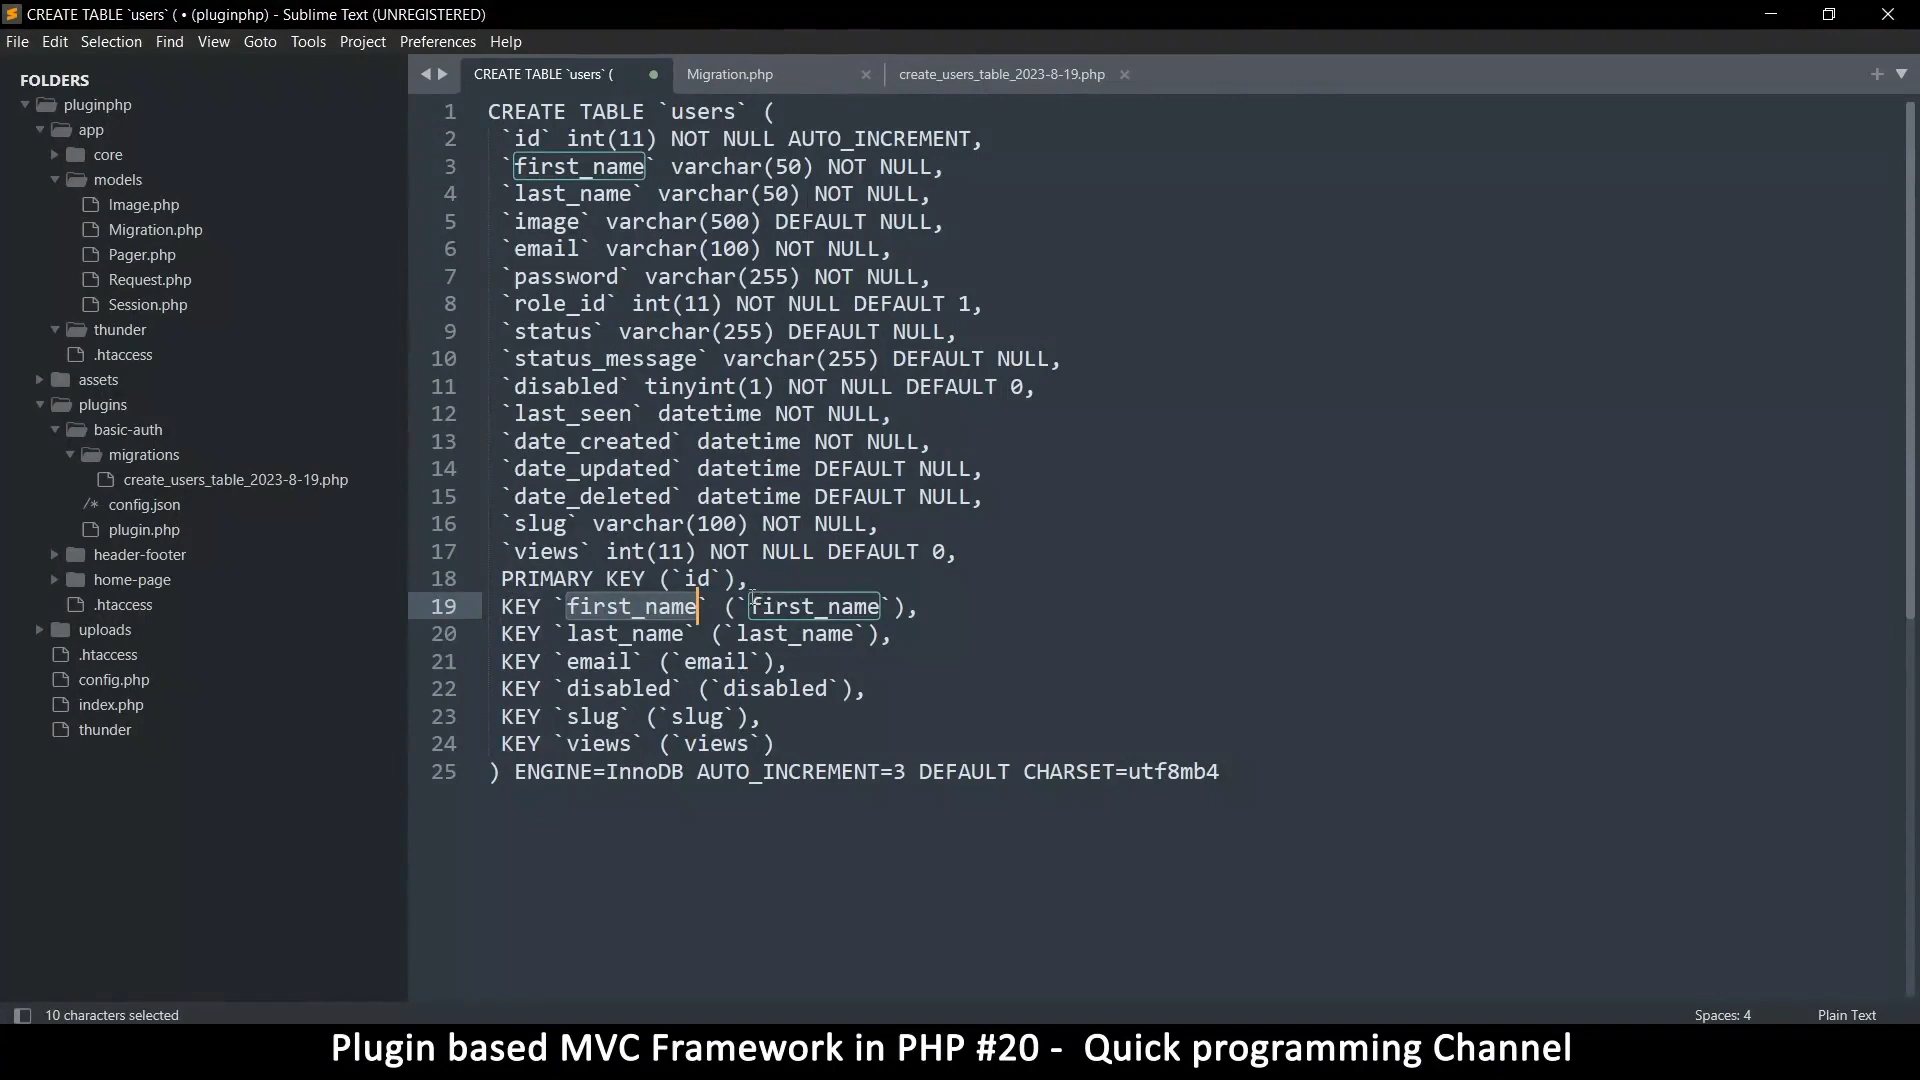 CREATE TABLE `users` ( • (pluginphp) - Sublime Text (UNREGISTERED)
File Edit Selection Find View Goto Tools Project Preferences Help
FOLDERS
pluginphp
app
core
models
Image.php
Migration.php
Pager.php
Request.php
Session.php
thunder
.htaccess
assets
plugins
basic-auth
migrations
create_users_table_2023-8-19.php
/* config.json
plugin.php
header-footer
home-page
.htaccess
uploads
.htaccess
config.php
index.php
thunder
CREATE TABLE `users` ( Migration.php create_users_table_2023-8-19.php
1 CREATE TABLE `users` (
2 `id` int(11) NOT NULL AUTO_INCREMENT,
3 `first_name` varchar(50) NOT NULL,
4 `last_name` varchar(50) NOT NULL,
5 `image` varchar(500) DEFAULT NULL,
6 `email` varchar(100) NOT NULL,
7 `password` varchar(255) NOT NULL,
8 `role_id` int(11) NOT NULL DEFAULT 1,
9 `status` varchar(255) DEFAULT NULL,
10 `status_message` varchar(255) DEFAULT NULL,
11 `disabled` tinyint(1) NOT NULL DEFAULT 0,
12 `last_seen` datetime NOT NULL,
13 `date_created` datetime NOT NULL,
14 `date_updated` datetime DEFAULT NULL,
15 `date_deleted` datetime DEFAULT NULL,
16 `slug` varchar(100) NOT NULL,
17 `views` int(11) NOT NULL DEFAULT 0,
18 PRIMARY KEY (`id`),
19 KEY `first_name` (`first_name`),
20 KEY `last_name` (`last_name`),
21 KEY `email` (`email`),
22 KEY `disabled` (`disabled`),
23 KEY `slug` (`slug`),
24 KEY `views` (`views`)
25 ) ENGINE=InnoDB AUTO_INCREMENT=3 DEFAULT CHARSET=utf8mb4
10 characters selected Spaces: 4 Plain Text
Plugin based MVC Framework in PHP #20 - Quick programming Channel